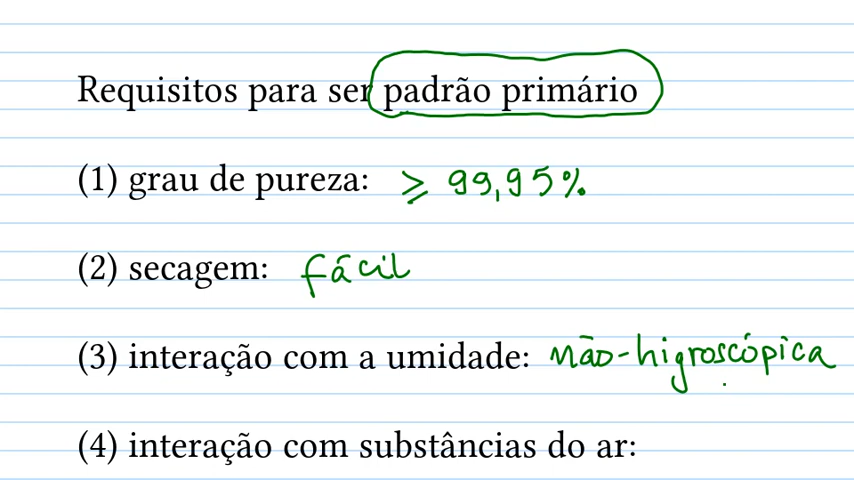 Requisitos para ser padrão primário
(1) grau de pureza: ⩾ 99,95%
(2) secagem: fácil
(3) interação com a umidade: não-higroscópica
(4) interação com substâncias do ar: